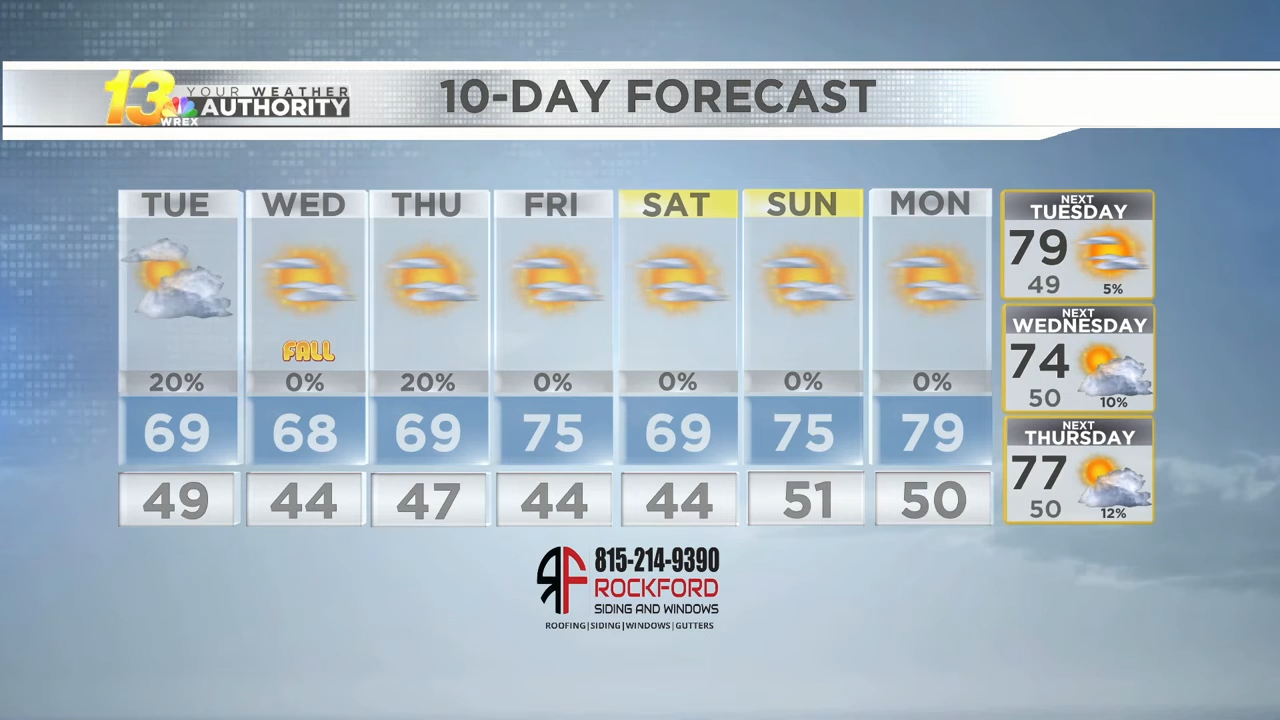 13
WREX
YOUR WEATHER
AUTHORITY
10-DAY FORECAST
TUE WED THU FRI SAT SUN MON
FALL
20% 0% 20% 0% 0% 0% 0%
69 68 69 75 69 75 79
49 44 47 44 44 51 50
NEXT
TUESDAY
79
49 5%
NEXT
WEDNESDAY
74
50 10%
NEXT
THURSDAY
77
50 12%
RF
815-214-9390
ROCKFORD
SIDING AND WINDOWS
ROOFING|SIDING|WINDOWS|GUTTERS